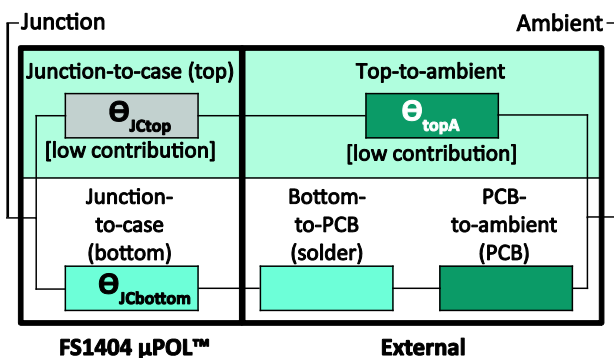 Junction
Ambient
Junction-to-case (top)
Top-to-ambient
ΘJCtop
ΘtopA
[low contribution]
[low contribution]
Junction-
to-case
(bottom)
Bottom-
to-PCB
(solder)
PCB-
to-ambient
(PCB)
ΘJCbottom
FS1404 µPOL™
External